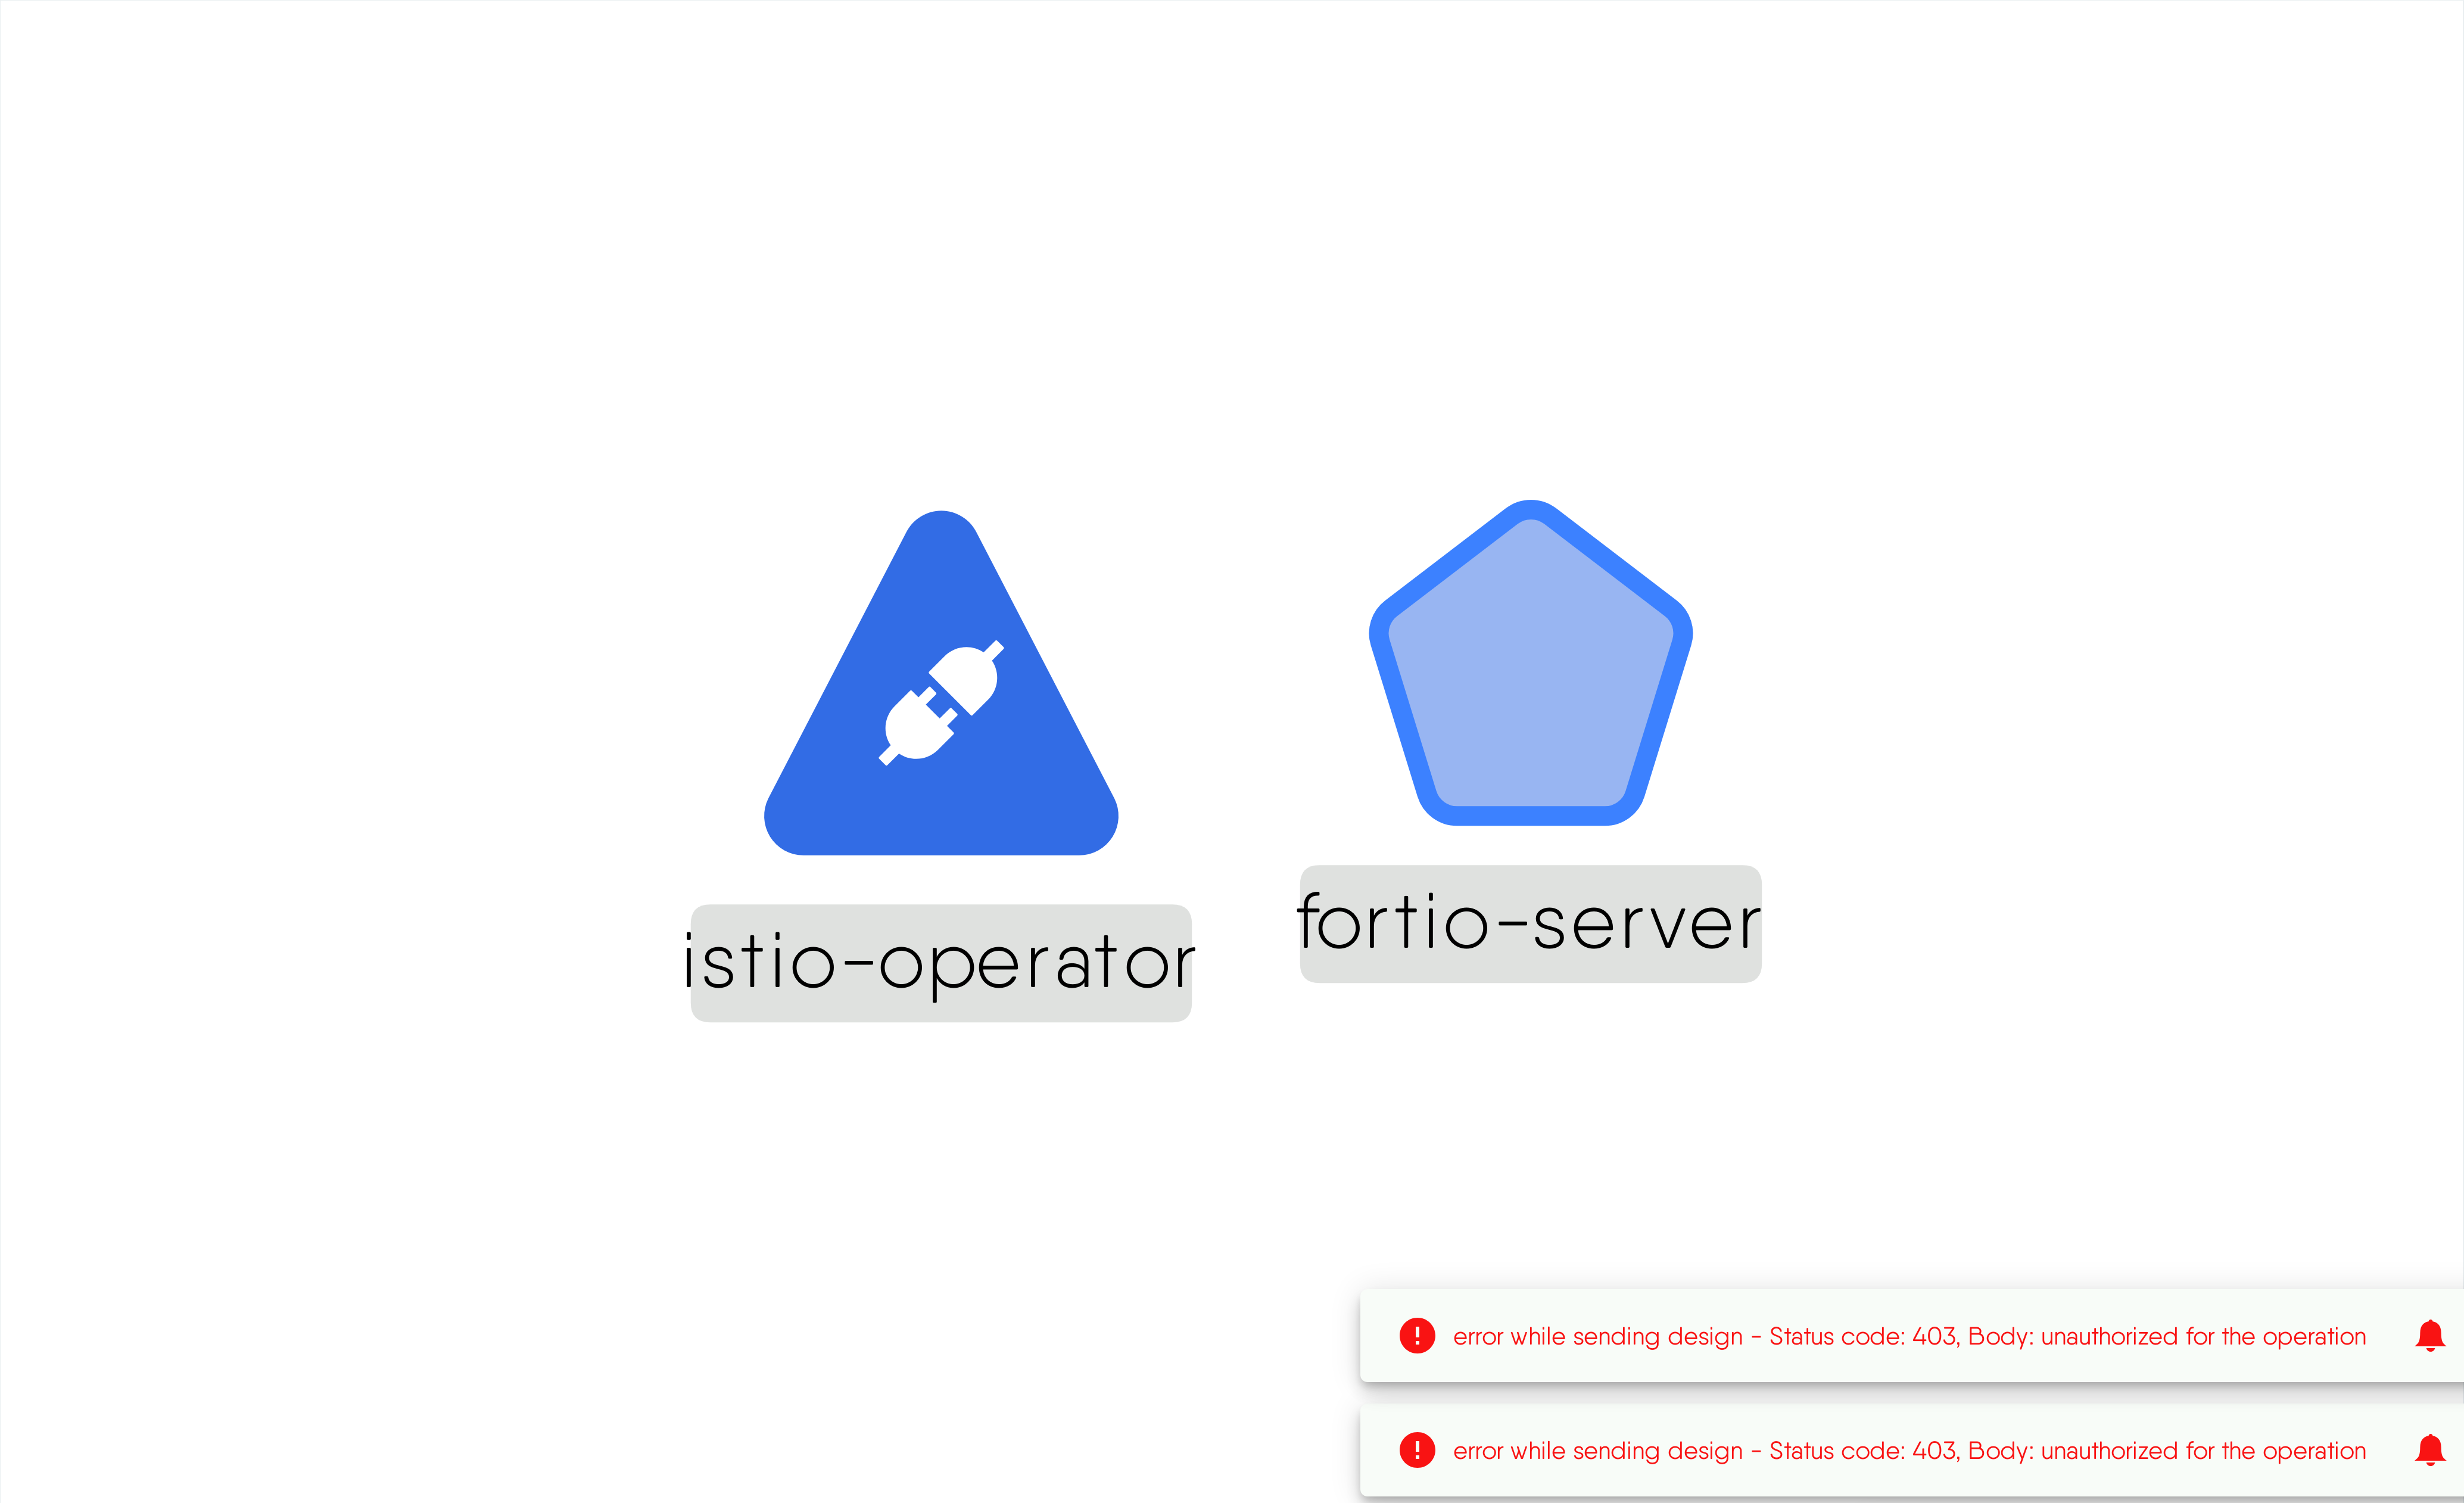 istio-operator
fortio-server
error while sending design - Status code: 403, Body: unauthorized for the operation
error while sending design - Status code: 403, Body: unauthorized for the operation